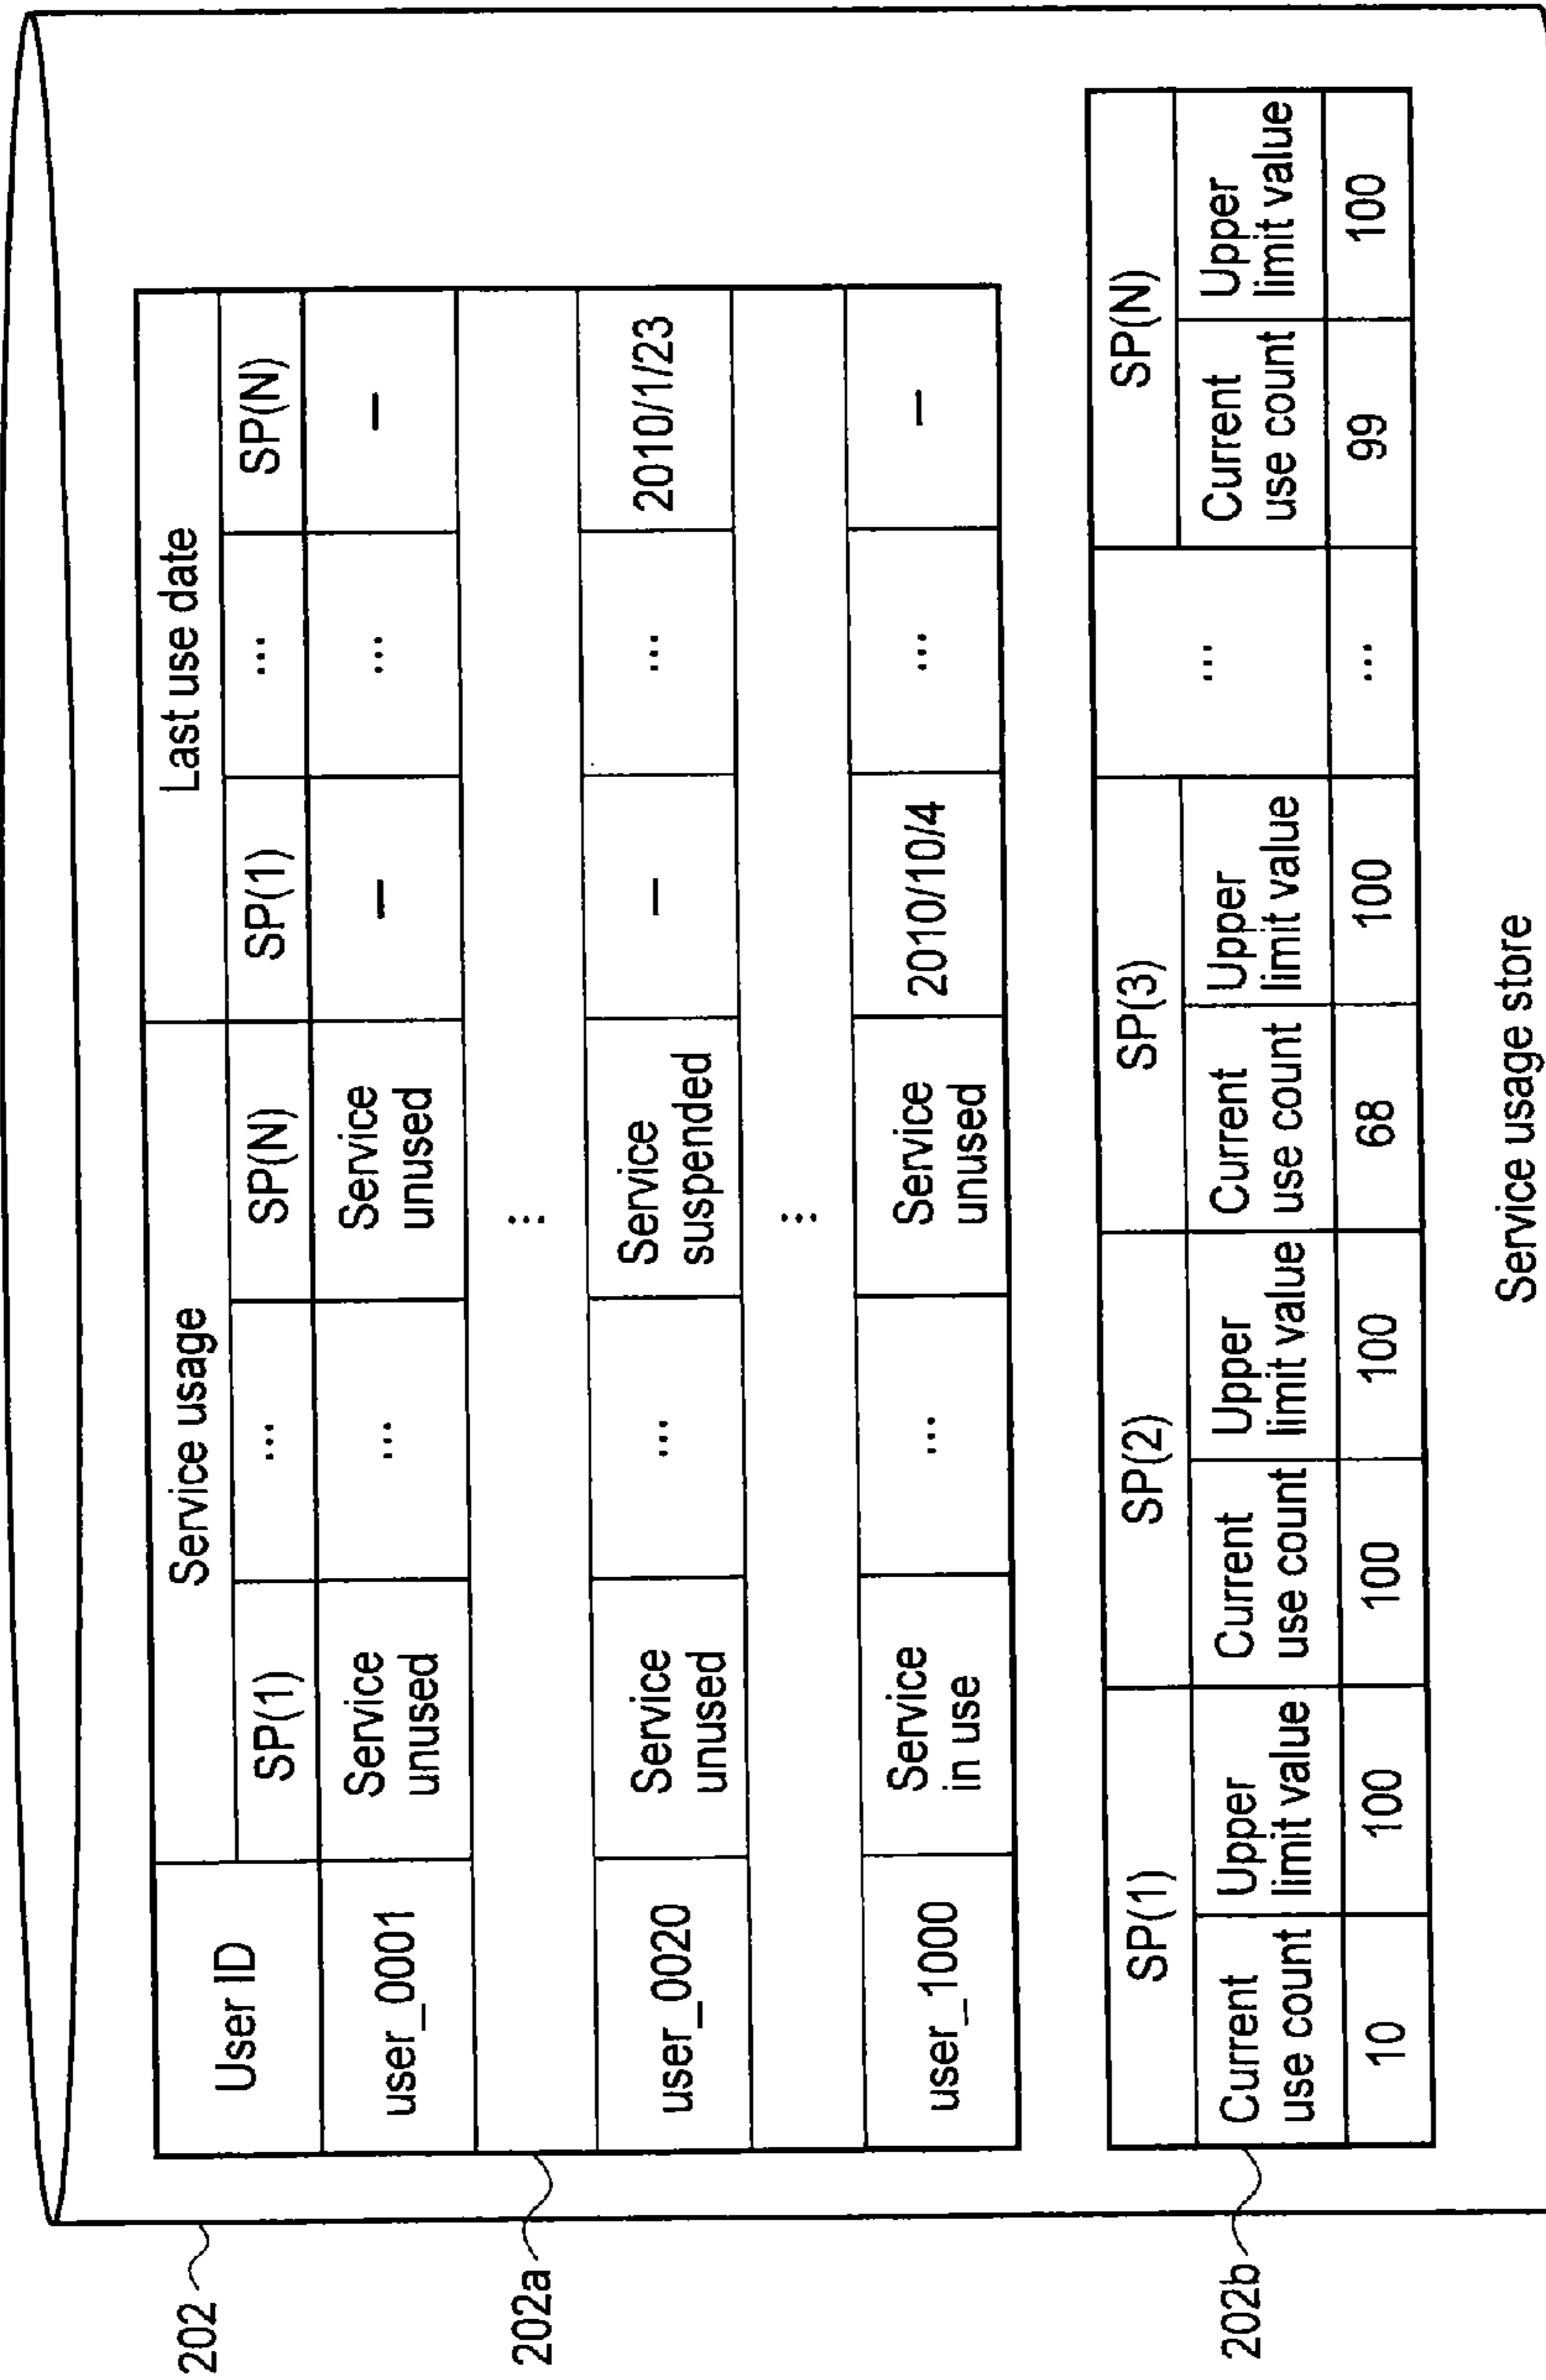 202
202a
202b
User ID Service usage Last use date
SP(1) ... SP(N) SP(1) ... SP(N)
user_0001 Service unused ... Service unused – ... –
⋮
user_0020 Service unused ... Service suspended – ... 2010/1/23
⋮
user_1000 Service in use ... Service unused 2010/10/4 ... –
SP(1) SP(2) SP(3) ... SP(N)
Current use count Upper limit value Current use count Upper limit value Current use count Upper limit value Current use count Upper limit value
10 100 100 100 68 100 ... 99 100
Service usage store